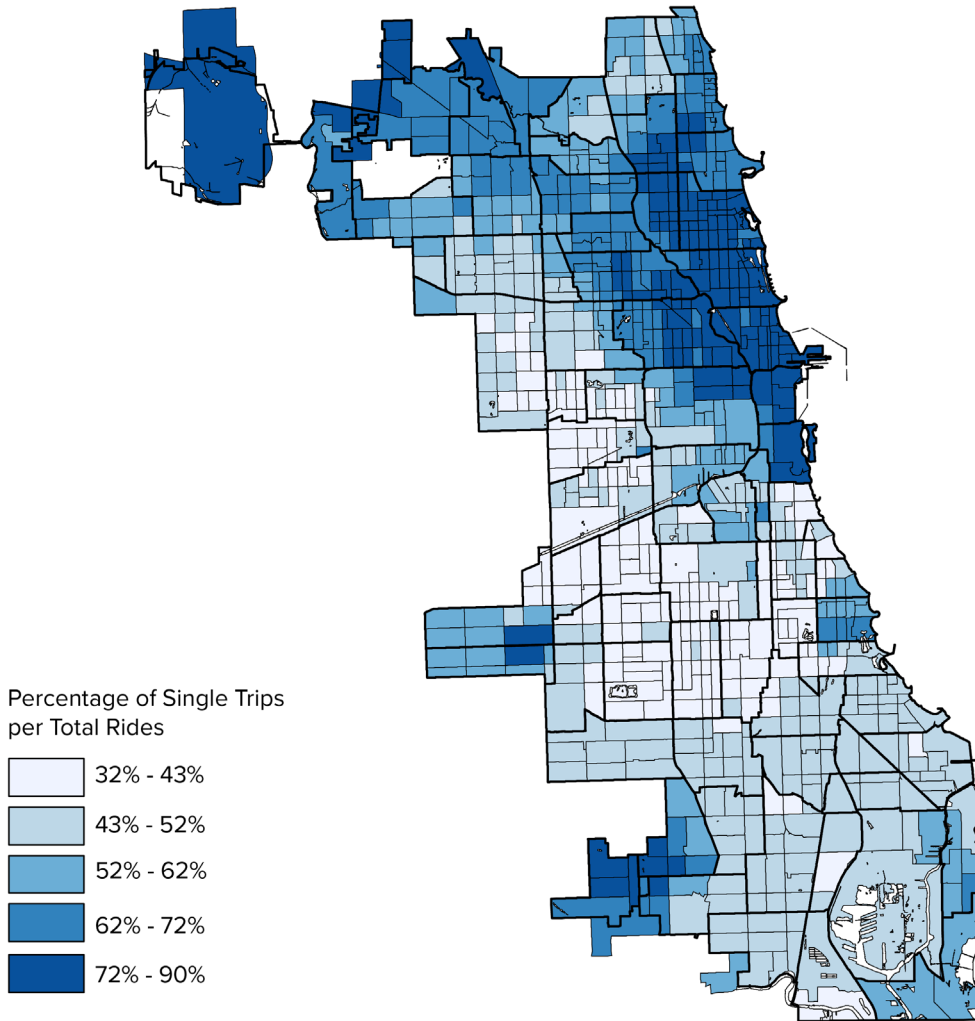 Percentage of Single Trips
per Total Rides
32% - 43%
43% - 52%
52% - 62%
62% - 72%
72% - 90%